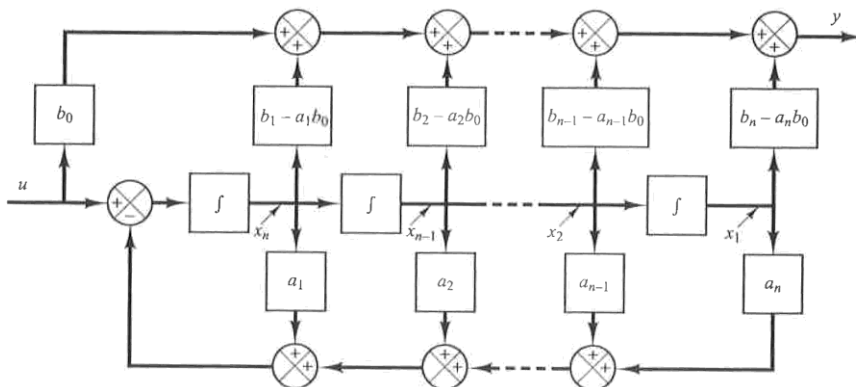 y
+ + + + + + + +
b₀ b₁ – a₁b₀ b₂ – a₂b₀ bₙ₋₁ – aₙ₋₁b₀ bₙ – aₙb₀
u
+ – ∫ ∫ ∫
xₙ xₙ₋₁ x₂ x₁
a₁ a₂ aₙ₋₁ aₙ
+ + + + + +